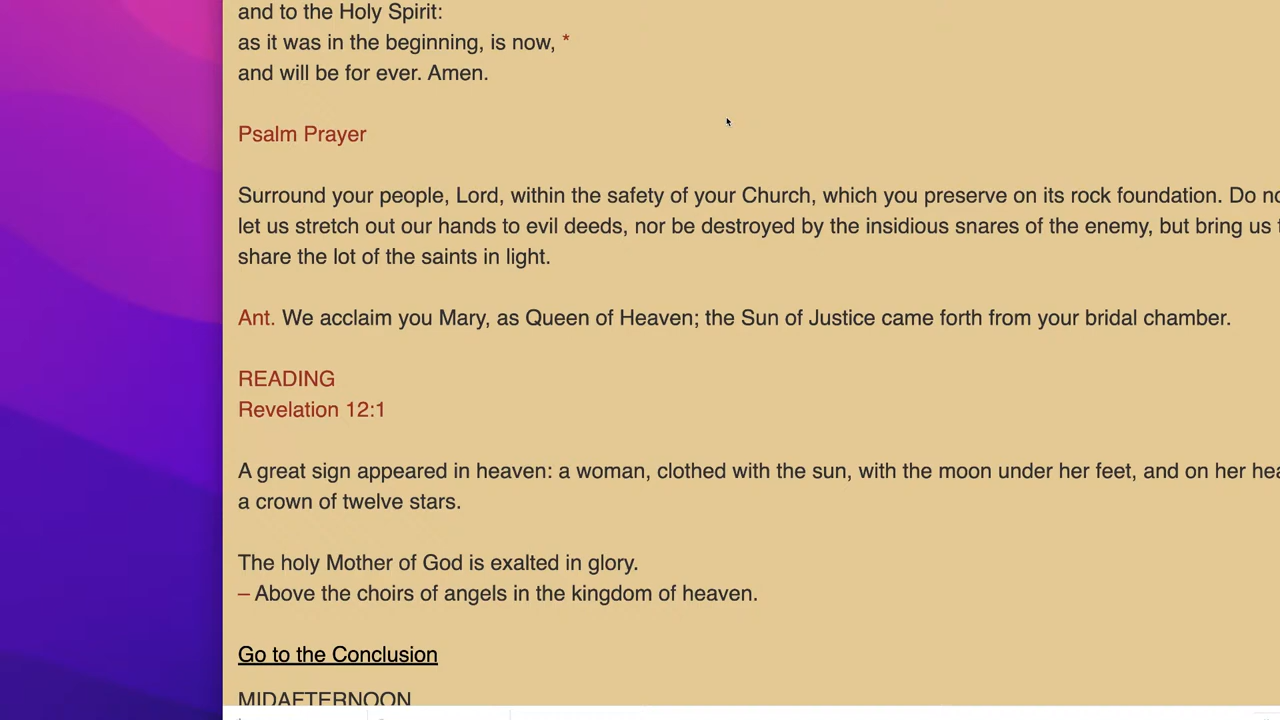 and to the Holy Spirit:
as it was in the beginning, is now, *
and will be for ever. Amen.
Psalm Prayer
Surround your people, Lord, within the safety of your Church, which you preserve on its rock foundation. Do
let us stretch out our hands to evil deeds, nor be destroyed by the insidious snares of the enemy, but bring us
share the lot of the saints in light.
Ant. We acclaim you Mary, as Queen of Heaven; the Sun of Justice came forth from your bridal chamber.
READING
Revelation 12:1
A great sign appeared in heaven: a woman, clothed with the sun, with the moon under her feet, and on her
a crown of twelve stars.
The holy Mother of God is exalted in glory.
– Above the choirs of angels in the kingdom of heaven.
Go to the Conclusion
MIDAFTERNOON